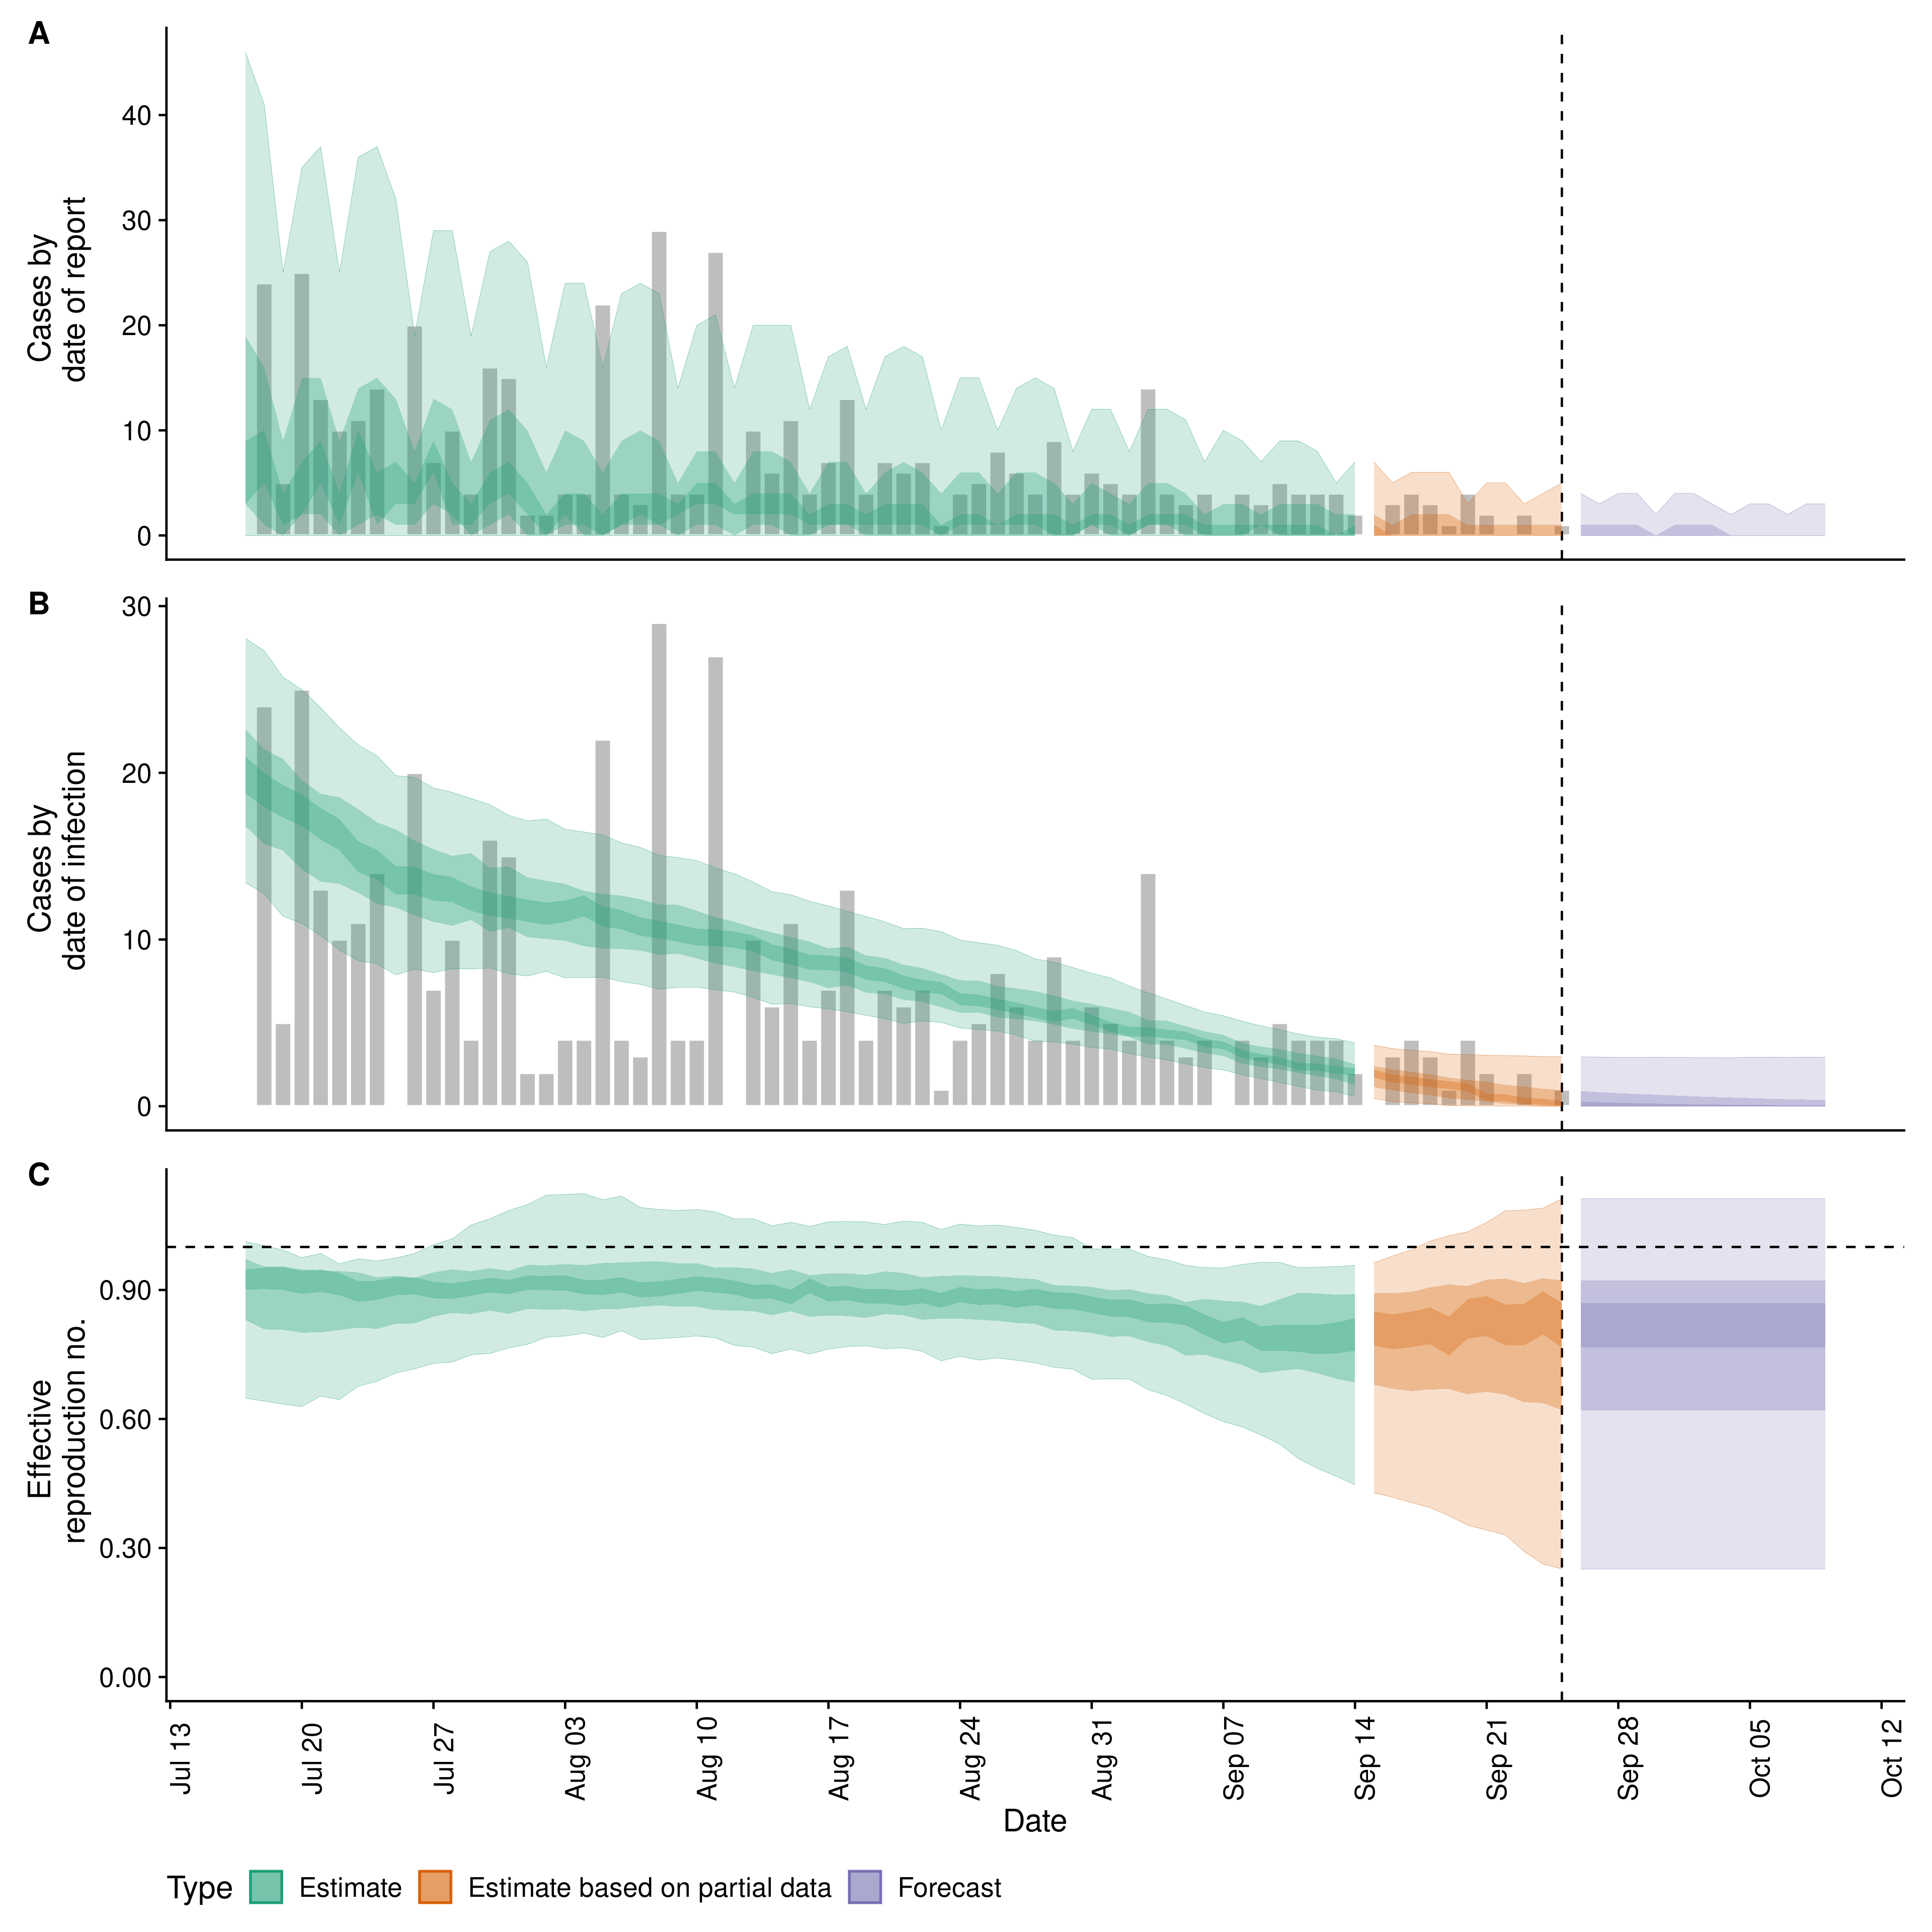 A
Cases by
date of report
40
30
20
10
0
B
Cases by
date of infection
30
20
10
0
C
Effective
reproduction no.
0.90
0.60
0.30
0.00
Jul 13
Jul 20
Jul 27
Aug 03
Aug 10
Aug 17
Aug 24
Aug 31
Sep 07
Sep 14
Sep 21
Sep 28
Oct 05
Oct 12
Date
Type Estimate Estimate based on partial data Forecast